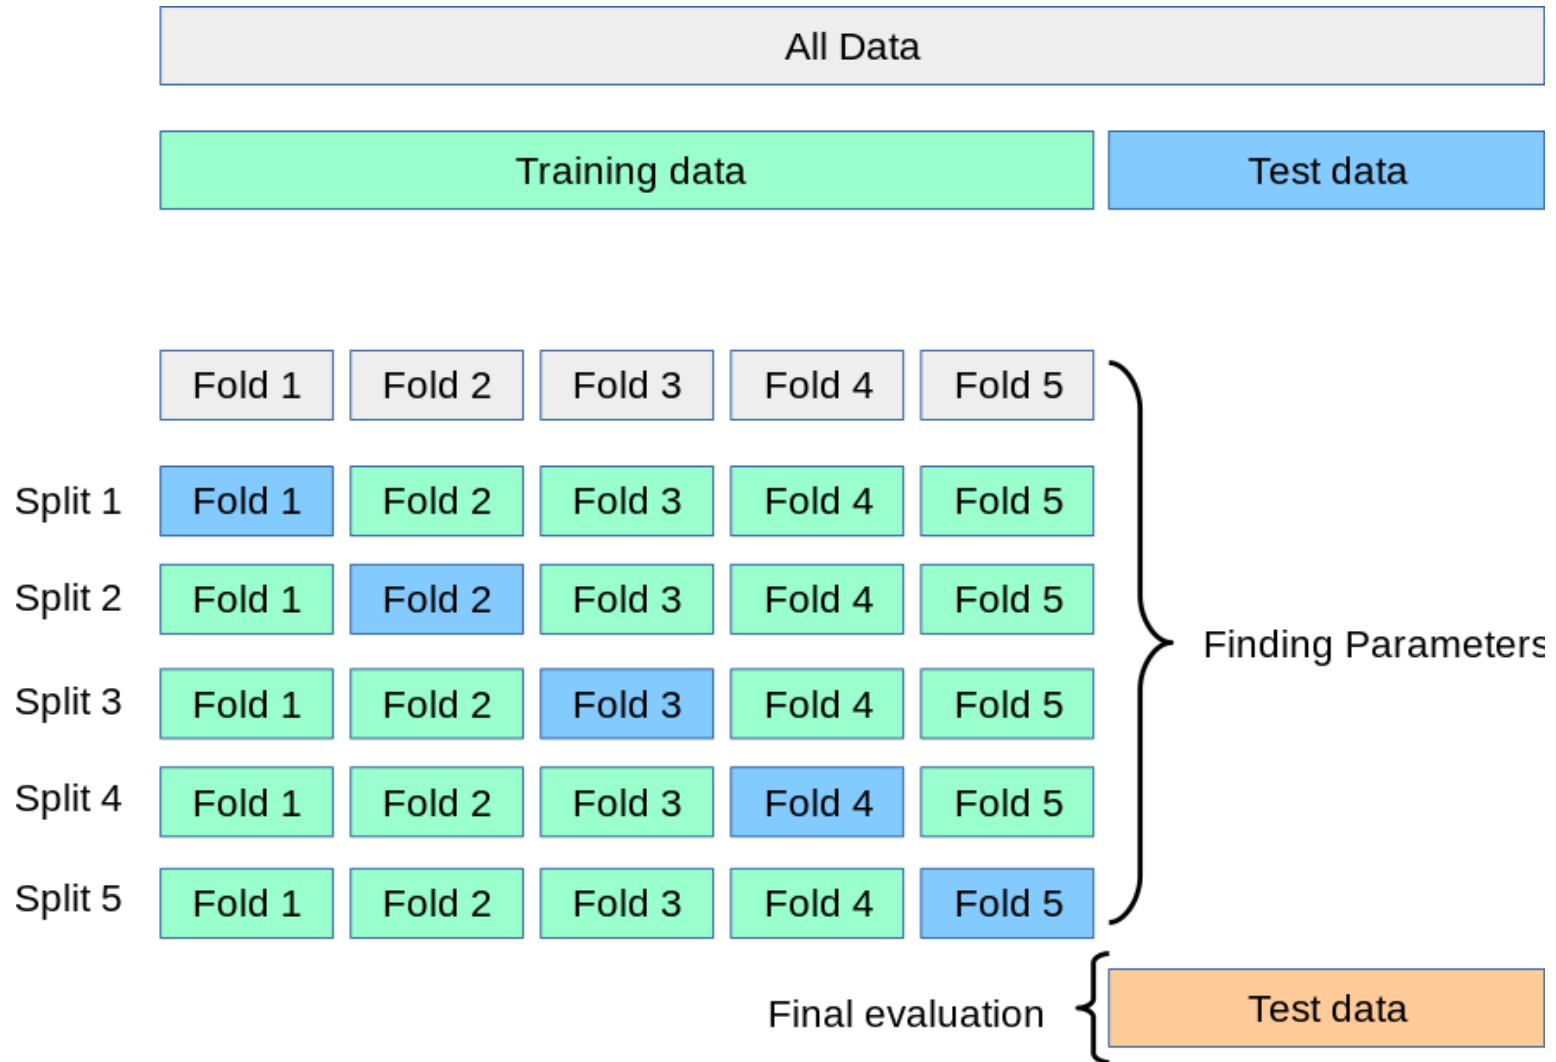 All Data
Training data Test data
Fold 1 Fold 2 Fold 3 Fold 4 Fold 5
Split 1 Fold 1 Fold 2 Fold 3 Fold 4 Fold 5
Split 2 Fold 1 Fold 2 Fold 3 Fold 4 Fold 5
Finding Parameters
Split 3 Fold 1 Fold 2 Fold 3 Fold 4 Fold 5
Split 4 Fold 1 Fold 2 Fold 3 Fold 4 Fold 5
Split 5 Fold 1 Fold 2 Fold 3 Fold 4 Fold 5
Final evaluation Test data